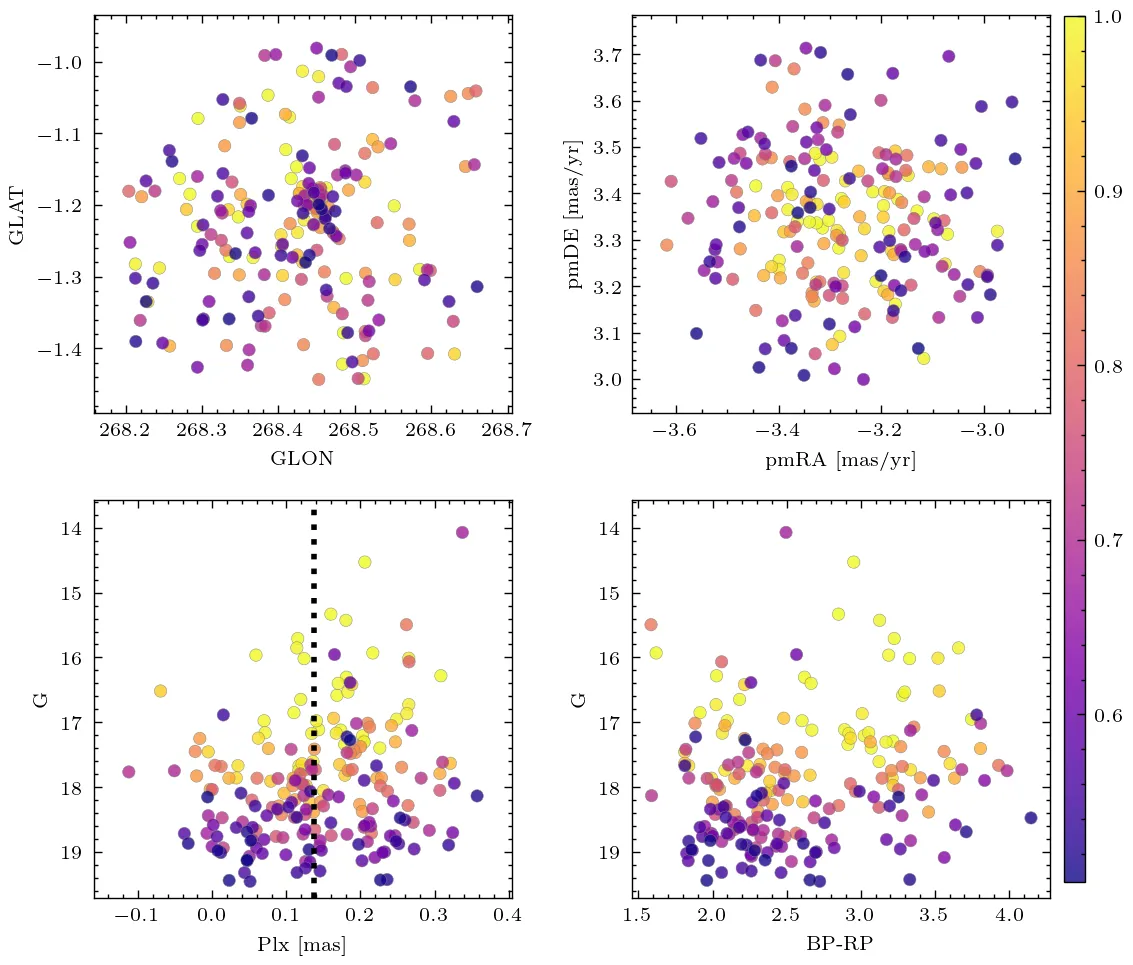 −1.0
−1.1
−1.2
−1.3
−1.4
GLAT
268.2 268.3 268.4 268.5 268.6 268.7
GLON
3.7
3.6
3.5
3.4
3.3
3.2
3.1
3.0
pmDE [mas/yr]
−3.6 −3.4 −3.2 −3.0
pmRA [mas/yr]
1.0
0.9
0.8
0.7
0.6
14
15
16
17
18
19
G
−0.1 0.0 0.1 0.2 0.3 0.4
Plx [mas]
14
15
16
17
18
19
G
1.5 2.0 2.5 3.0 3.5 4.0
BP-RP